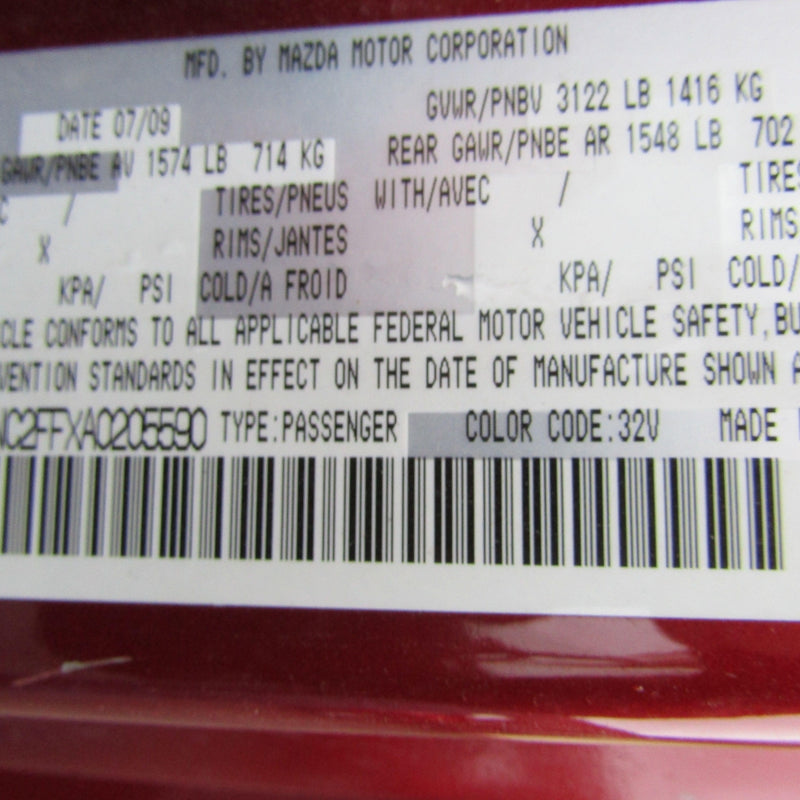 MFD. BY MAZDA MOTOR CORPORATION
DATE 07/09 GVWR/PNBV 3122 LB 1416 KG
GAWR/PNBE AV 1574 LB 714 KG REAR GAWR/PNBE AR 1548 LB 702
C / TIRES/PNEUS WITH/AVEC / TIRES
X RIMS/JANTES X RIMS
KPA/ PSI COLD/A FROID KPA/ PSI COLD/
CLE CONFORMS TO ALL APPLICABLE FEDERAL MOTOR VEHICLE SAFETY, BU
VENTION STANDARDS IN EFFECT ON THE DATE OF MANUFACTURE SHOWN A
NC2FFXA0205590 TYPE:PASSENGER COLOR CODE:32V MADE